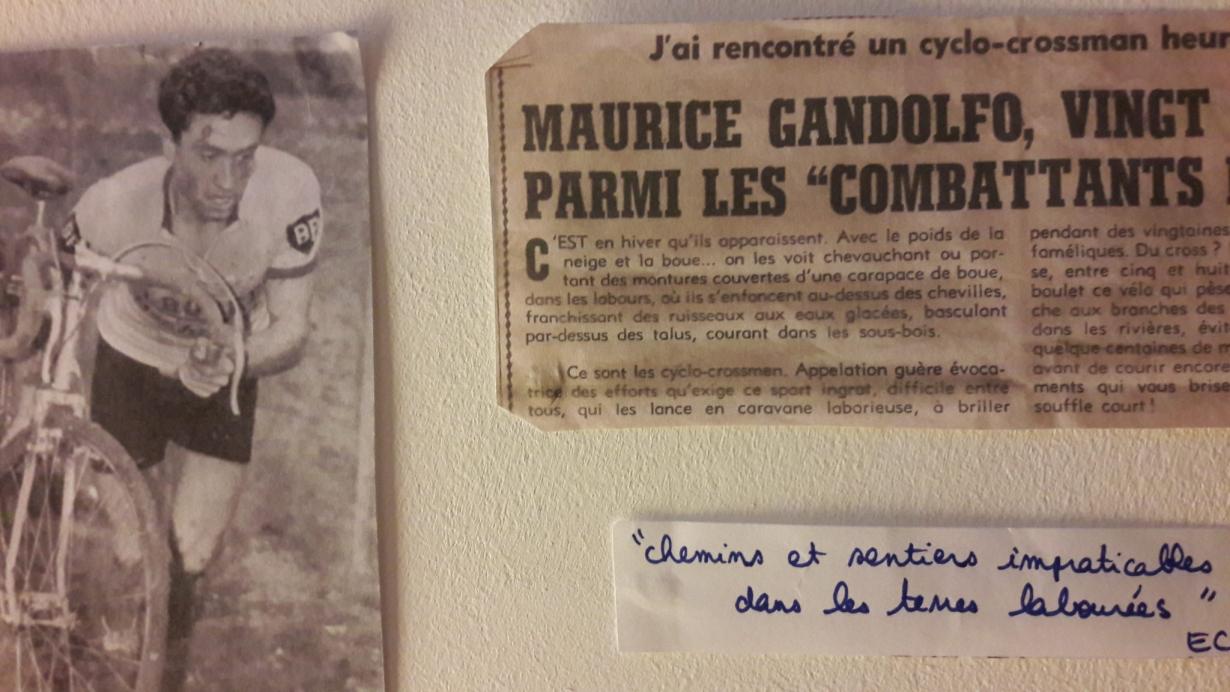 BP
J'ai rencontré un cyclo-crossman heur
MAURICE GANDOLFO, VINGT
PARMI LES "COMBATTANTS
C'EST en hiver qu'ils apparaissent. Avec le poids de la
neige et la boue... on les voit chevauchant ou por-
tant des montures couvertes d'une carapace de boue,
dans les labours, où ils s'enfoncent au-dessus des chevilles,
franchissant des ruisseaux aux eaux glacées, basculant
par-dessus des talus, courant dans les sous-bois.
Ce sont les cyclo-crossmen. Appelation guère évoca-
trice des efforts qu'exige ce sport ingrat, difficile entre
tous, qui les lance en caravane laborieuse, à briller
pendant des vingtaines
faméliques. Du cross ?
se, entre cinq et huit
boulet ce vélo qui pèse
che aux branches des
dans les rivières, évi
quelque centaines de m
avant de courir encore
ments qui vous brise
souffle court !
"chemins et sentiers impraticables
dans les terres labourées"
EC